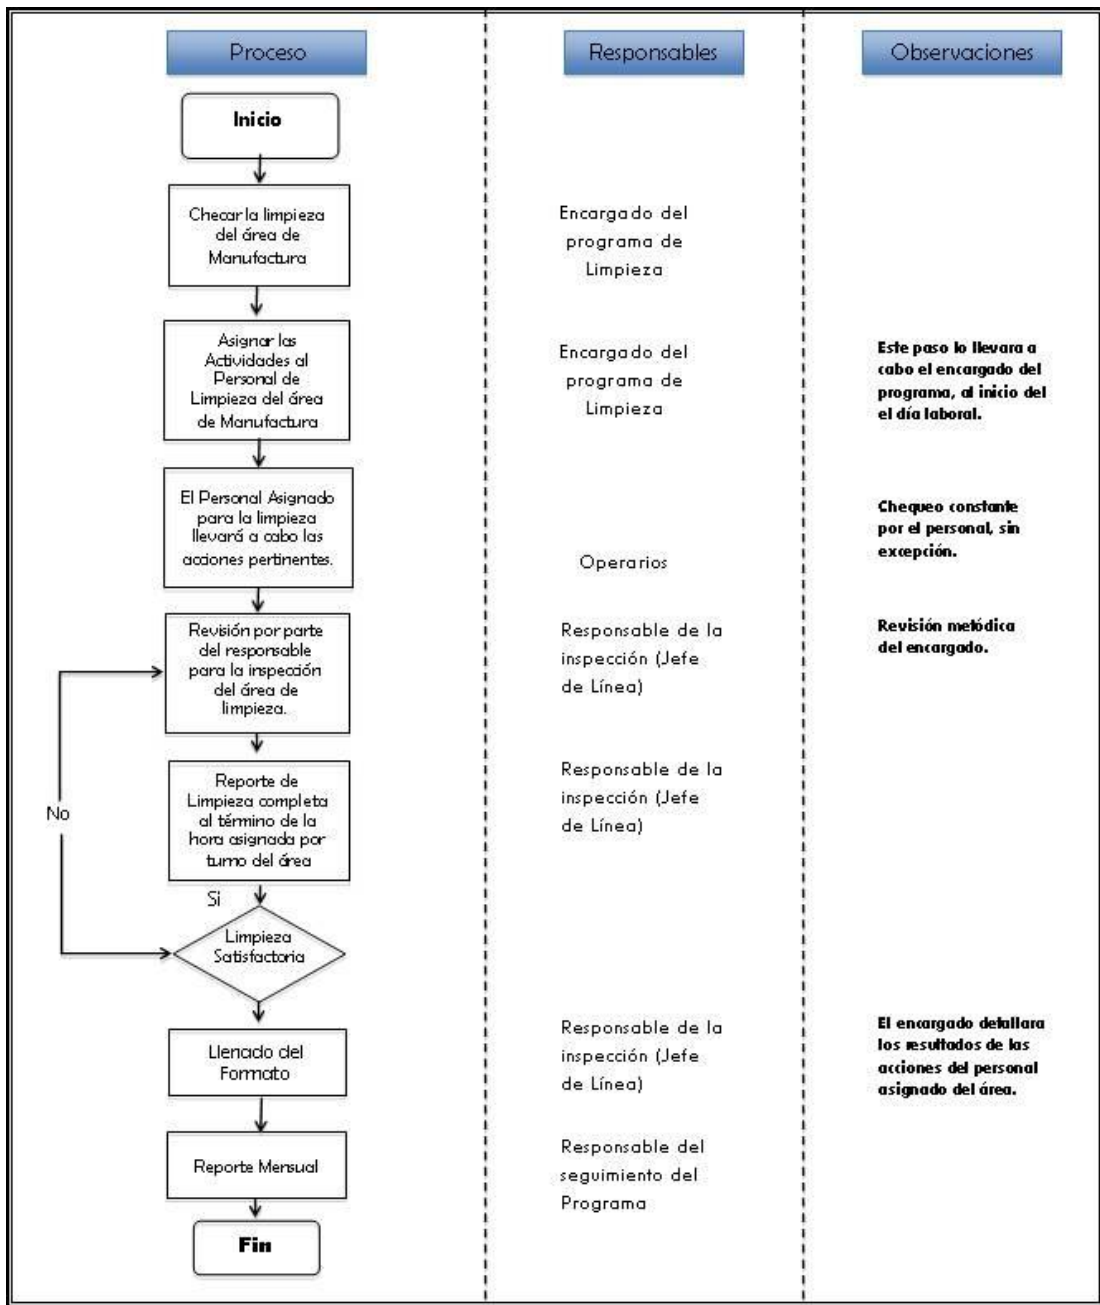 Proceso
Responsables
Observaciones
Inicio
Checar la limpieza
del área de
Manufactura
Encargado del
programa de
Limpieza
Asignar las
Actividades al
Personal de
Limpieza del área
de Manufactura
Encargado del
programa de
Limpieza
Este paso lo llevara a
cabo el encargado del
programa, al inicio del
el día laboral.
El Personal Asignado
para la limpieza
llevará a cabo las
acciones pertinentes.
Operarios
Chequeo constante
por el personal, sin
excepción.
Revisión por parte
del responsable
para la inspección
del área de
limpieza.
Responsable de la
inspección (Jefe
de Línea)
Revisión metódica
del encargado.
Reporte de
Limpieza completa
al término de la
hora asignada por
turno del área
Responsable de la
inspección (Jefe
de Línea)
No
Si
Limpieza
Satisfactoria
Llenado del
Formato
Responsable de la
inspección (Jefe
de Línea)
El encargado detallara
los resultados de las
acciones del personal
asignado del área.
Reporte Mensual
Responsable del
seguimiento del
Programa
Fin